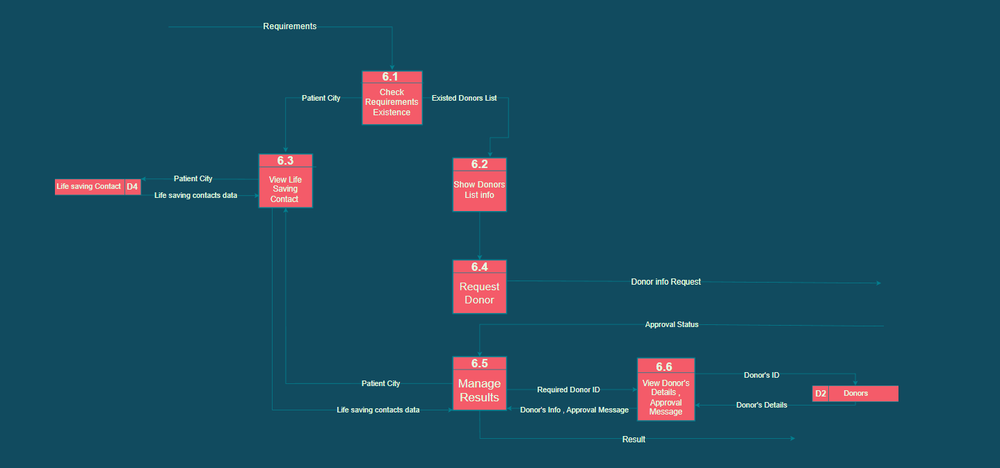 Requirements
6.1
Check
Requirements
Existence
Patient City
Existed Donors List
6.3
View Life
Saving
Contact
6.2
Show Donors
List info
Patient City
Life saving Contact D4
Life saving contacts data
6.4
Request
Donor
Donor info Request
Approval Status
6.5
Manage
Results
6.6
View Donor's
Details ,
Approval
Message
Donor's ID
Patient City
Required Donor ID
D2 Donors
Donor's Details
Life saving contacts data
Donor's Info , Approval Message
Result